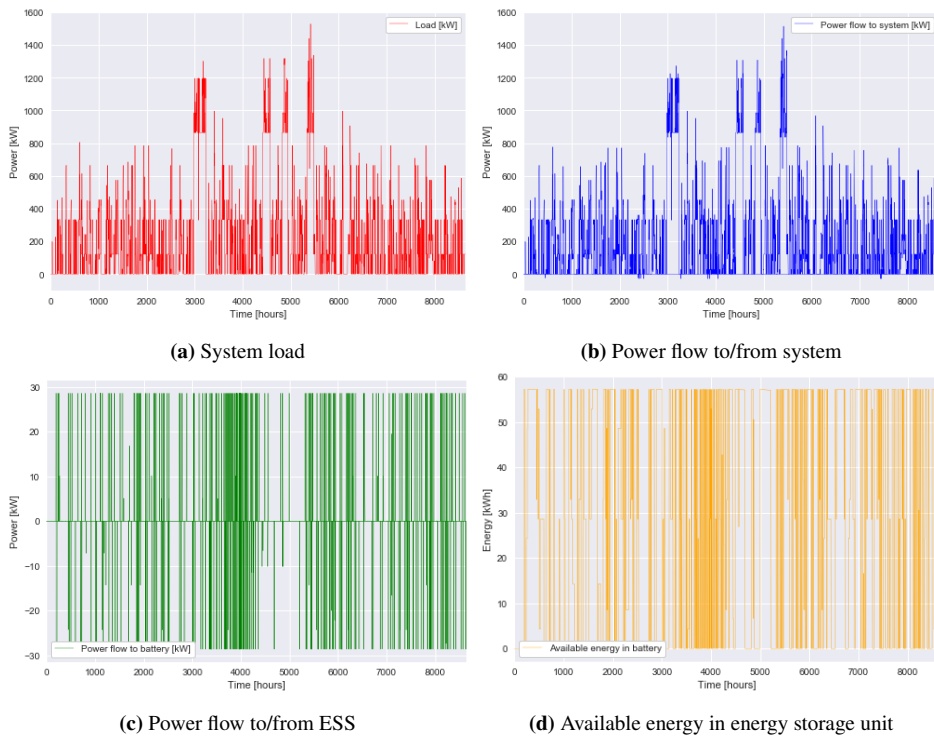 1600
1400
1200
1000
800
600
400
200
0
Power [kW]
Load [kW]
0 1000 2000 3000 4000 5000 6000 7000 8000
Time [hours]
(a) System load
1600
1400
1200
1000
800
600
400
200
0
Power [kW]
Power flow to system [kW]
0 1000 2000 3000 4000 5000 6000 7000 8000
Time [hours]
(b) Power flow to/from system
30
20
10
0
−10
−20
−30
Power [kW]
Power flow to battery [kW]
0 1000 2000 3000 4000 5000 6000 7000 8000
Time [hours]
(c) Power flow to/from ESS
60
50
40
30
20
10
0
Energy [kWh]
Available energy in battery
0 1000 2000 3000 4000 5000 6000 7000 8000
Time [hours]
(d) Available energy in energy storage unit